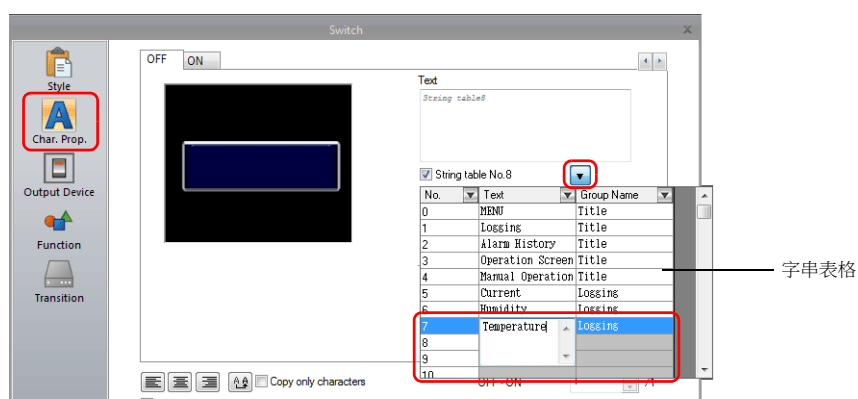 Switch
x
Style
Char. Prop.
Output Device
Function
Transition
OFF ON
Text
String table8
String table No.8
No. Text Group Name
0 MENU Title
1 Logging Title
2 Alarm History Title
3 Operation Screen Title
4 Manual Operation Title
5 Current Logging
6 Humidity Logging
7 Temperature Logging
8
9
10
Copy only characters
OFF - ON
/1
字串表格